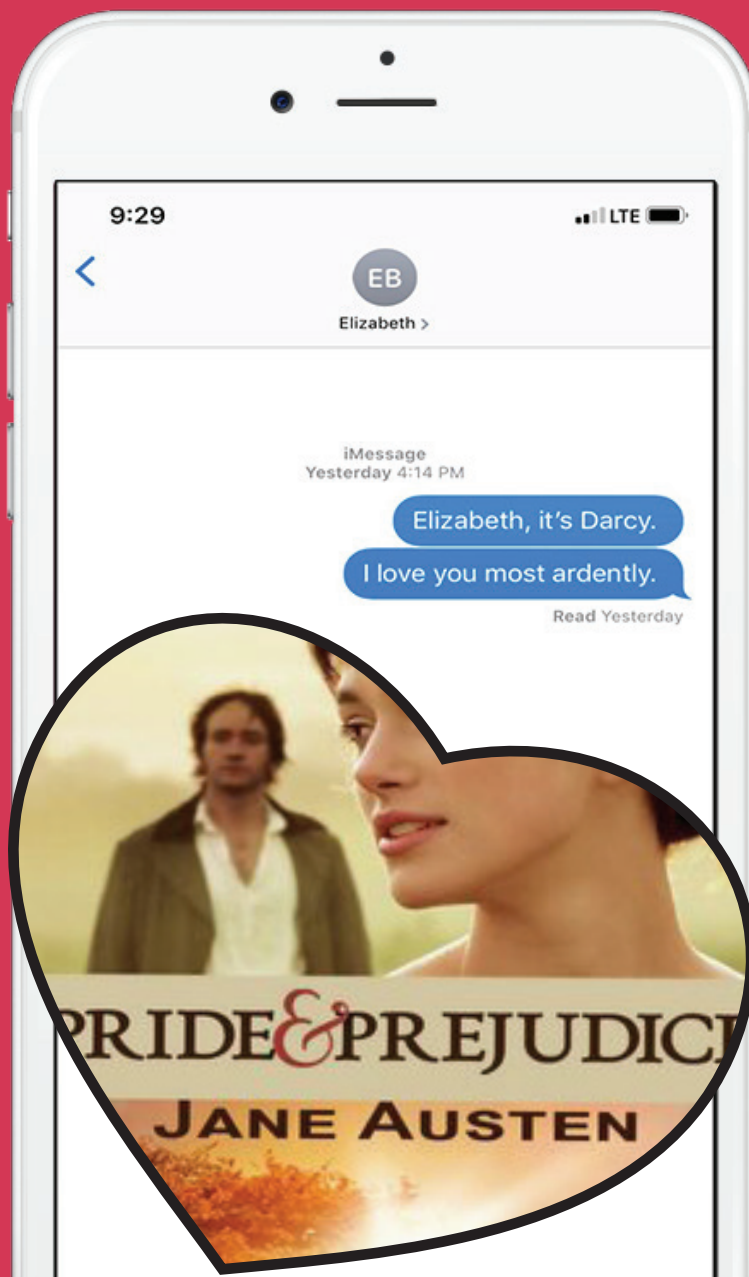 9:29 LTE
EB
Elizabeth >
iMessage
Yesterday 4:14 PM
Elizabeth, it's Darcy.
I love you most ardently.
Read Yesterday
PRIDE & PREJUDICE
JANE AUSTEN